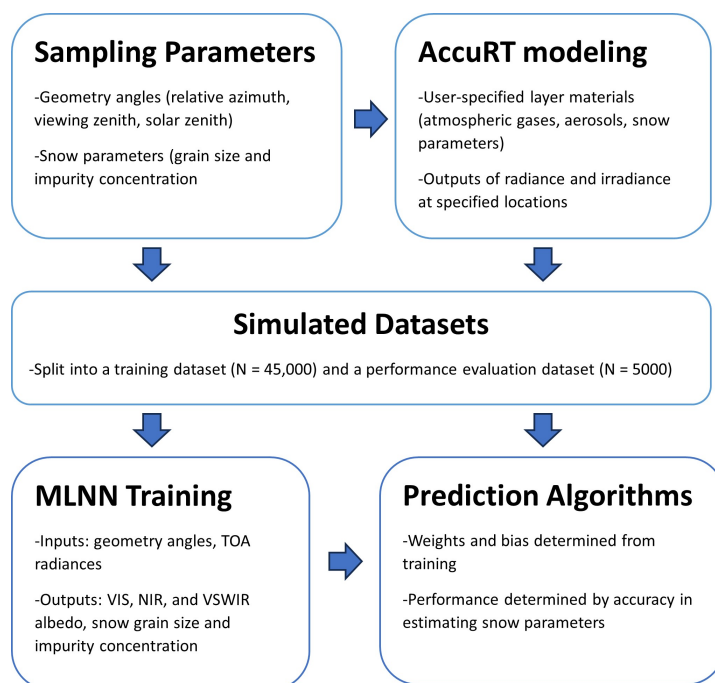 Sampling Parameters
-Geometry angles (relative azimuth,
viewing zenith, solar zenith)
-Snow parameters (grain size and
impurity concentration
AccuRT modeling
-User-specified layer materials
(atmospheric gases, aerosols, snow
parameters)
-Outputs of radiance and irradiance
at specified locations
Simulated Datasets
-Split into a training dataset (N = 45,000) and a performance evaluation dataset (N = 5000)
MLNN Training
-Inputs: geometry angles, TOA
radiances
-Outputs: VIS, NIR, and VSWIR
albedo, snow grain size and
impurity concentration
Prediction Algorithms
-Weights and bias determined from
training
-Performance determined by accuracy in
estimating snow parameters